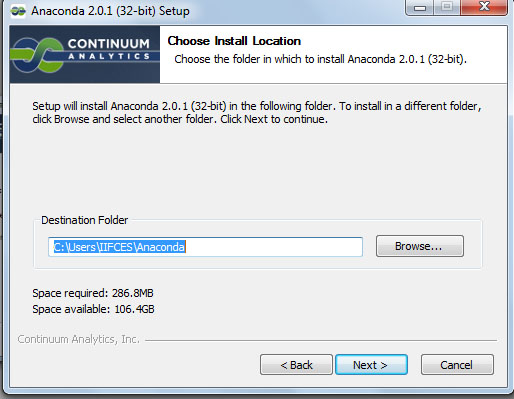 Anaconda 2.0.1 (32-bit) Setup
CONTINUUM
ANALYTICS
Choose Install Location
Choose the folder in which to install Anaconda 2.0.1 (32-bit).
Setup will install Anaconda 2.0.1 (32-bit) in the following folder. To install in a different folder,
click Browse and select another folder. Click Next to continue.
Destination Folder
C:\Users\IIFCES\Anaconda
Browse...
Space required: 286.8MB
Space available: 106.4GB
Continuum Analytics, Inc.
< Back
Next >
Cancel